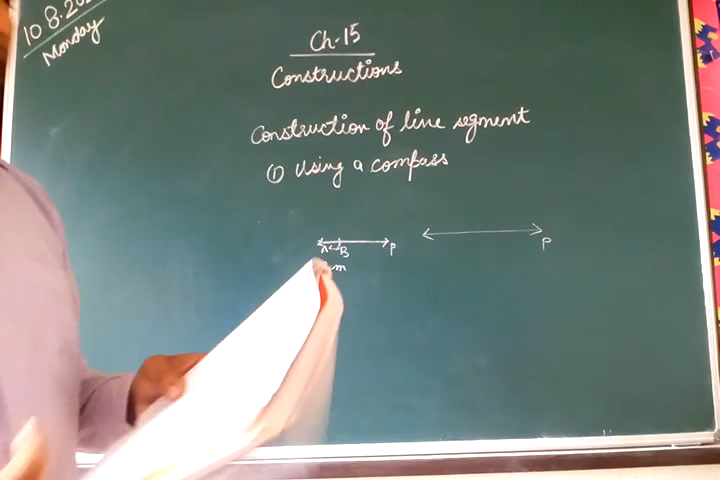 10.8.20
Monday
Ch-15
Constructions
Construction of line segment
① Using a compass
A B P
P